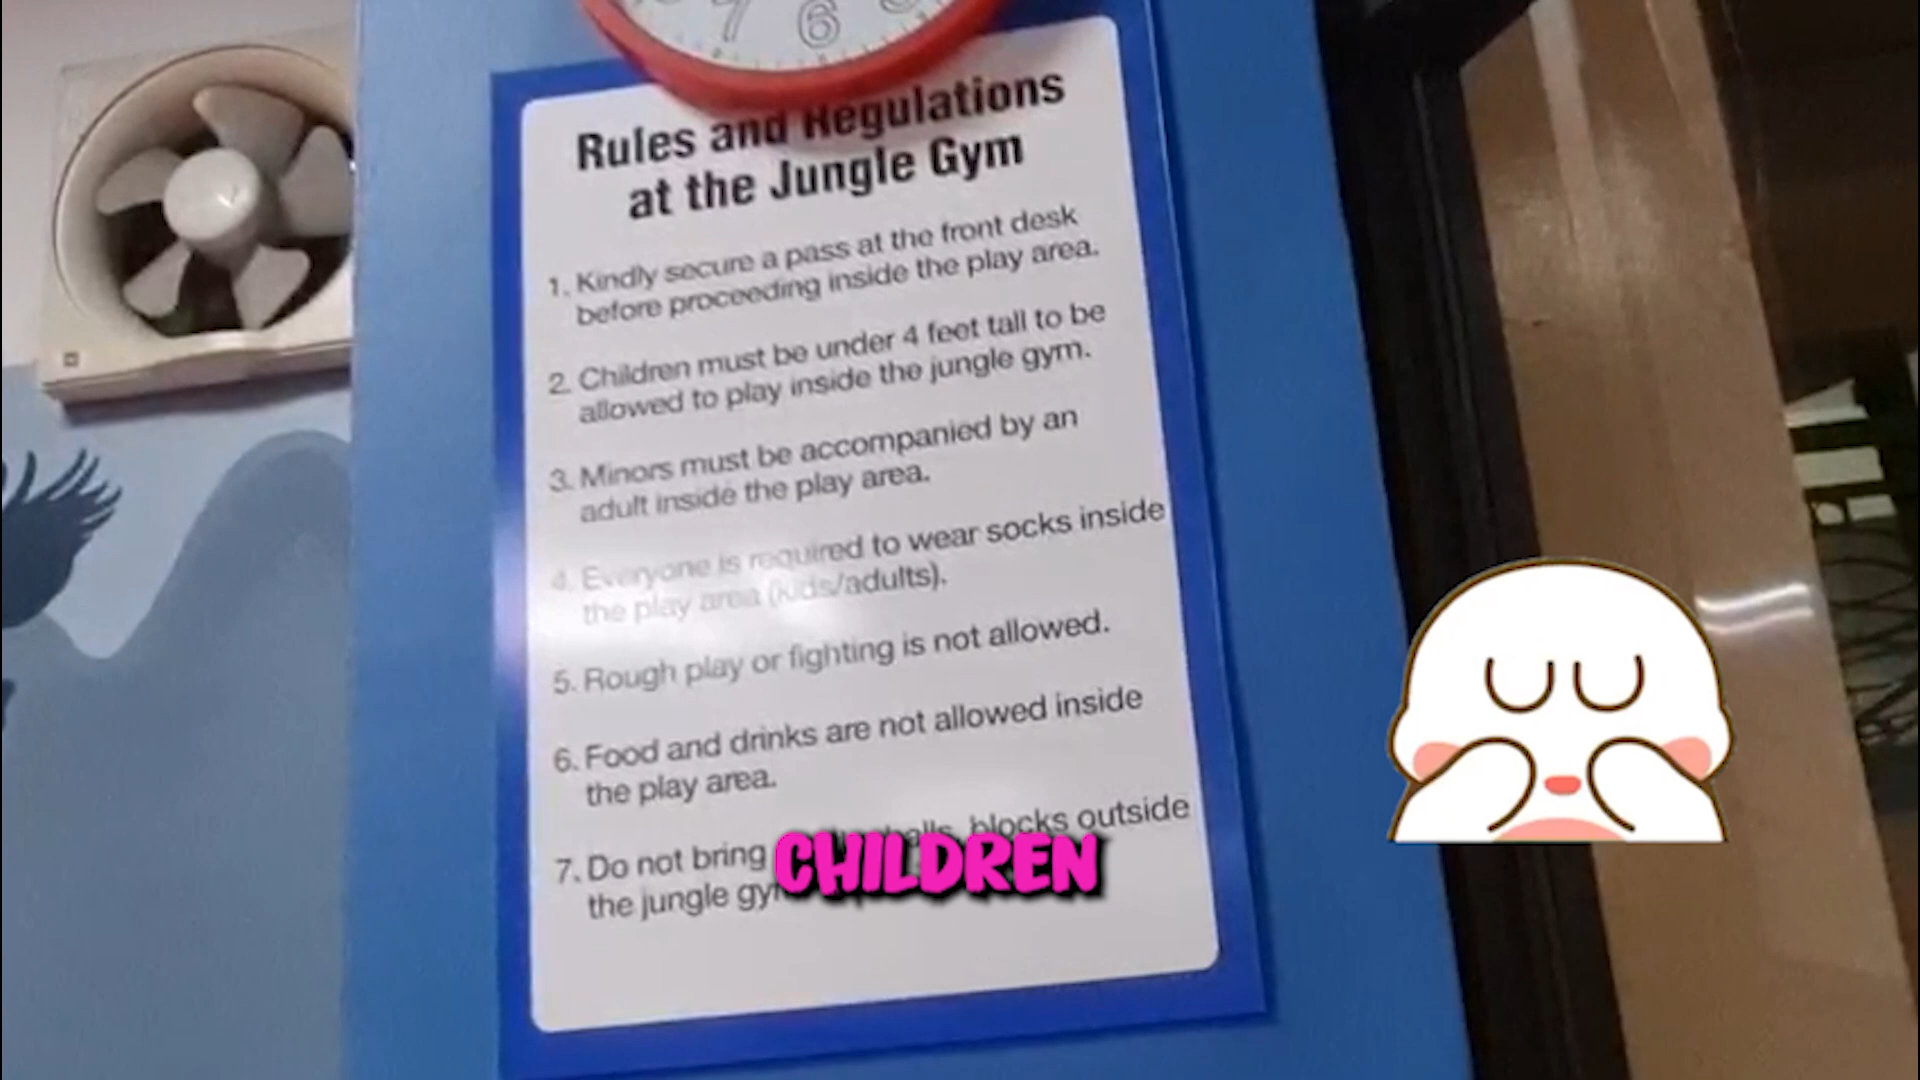 7 6
Rules and Regulations
at the Jungle Gym
1. Kindly secure a pass at the front desk
before proceeding inside the play area.
2. Children must be under 4 feet tall to be
allowed to play inside the jungle gym.
3. Minors must be accompanied by an
adult inside the play area.
4. Everyone is required to wear socks inside
the play area (kids/adults).
5. Rough play or fighting is not allowed.
6. Food and drinks are not allowed inside
the play area.
7. Do not bring balls, blocks outside
the jungle
CHILDREN